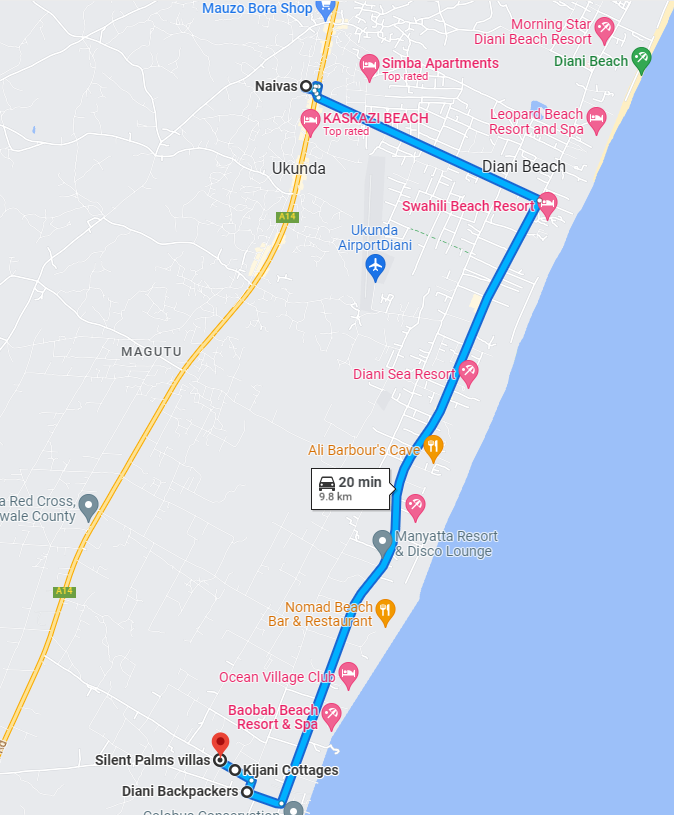 Mauzo Bora Shop
Morning Star
Diani Beach Resort
Simba Apartments
Top rated
Diani Beach
Naivas
KASKAZI BEACH
Top rated
Leopard Beach
Resort and Spa
Ukunda
Diani Beach
Swahili Beach Resort
A14
Ukunda
AirportDiani
MAGUTU
Diani Sea Resort
Ali Barbour's Cave
20 min
9.8 km
a Red Cross,
wale County
Manyatta Resort
& Disco Lounge
A14
Nomad Beach
Bar & Restaurant
Ocean Village Club
Baobab Beach
Resort & Spa
Silent Palms villas
Kijani Cottages
Diani Backpackers